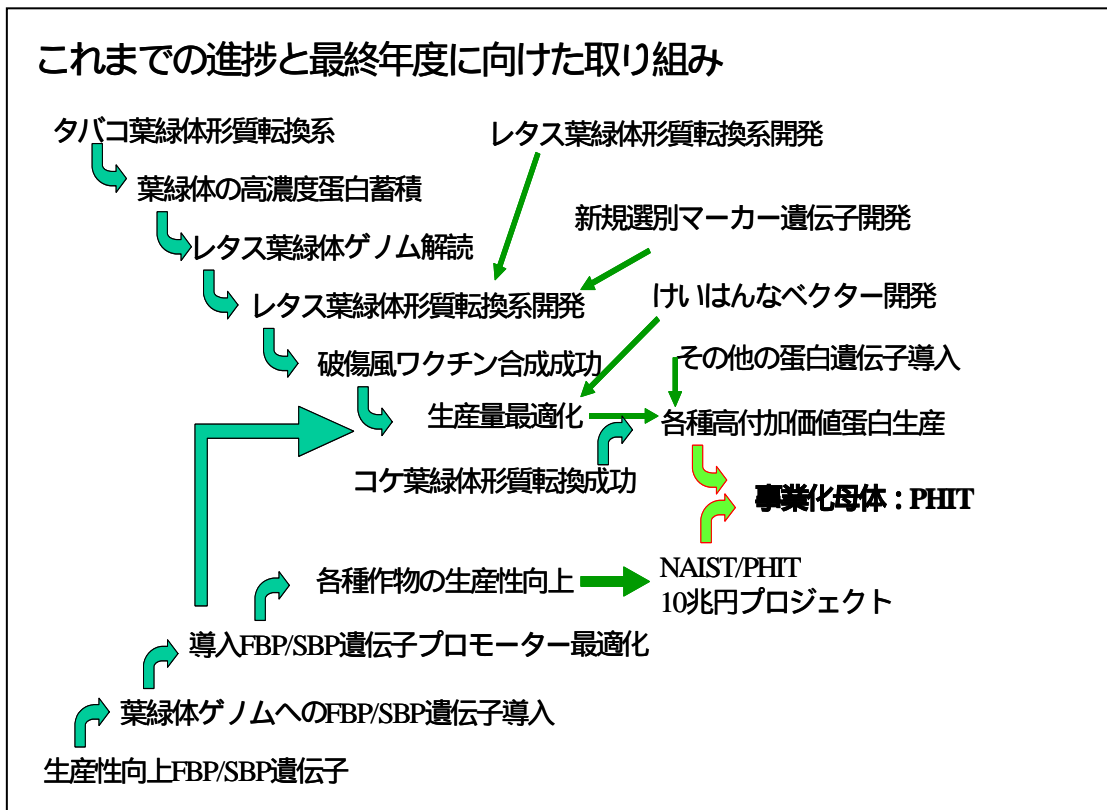 これまでの進捗と最終年度に向けた取り組み
タバコ葉緑体形質転換系
レタス葉緑体形質転換系開発
葉緑体の高濃度蛋白蓄積
新規選別マーカー遺伝子開発
レタス葉緑体ゲノム解読
レタス葉緑体形質転換系開発
けいはんなベクター開発
破傷風ワクチン合成成功
その他の蛋白遺伝子導入
生産量最適化
各種高付加価値蛋白生産
コケ葉緑体形質転換成功
事業化母体：PHIT
各種作物の生産性向上
NAIST/PHIT
10兆円プロジェクト
導入FBP/SBP遺伝子プロモーター最適化
葉緑体ゲノムへのFBP/SBP遺伝子導入
生産性向上FBP/SBP遺伝子